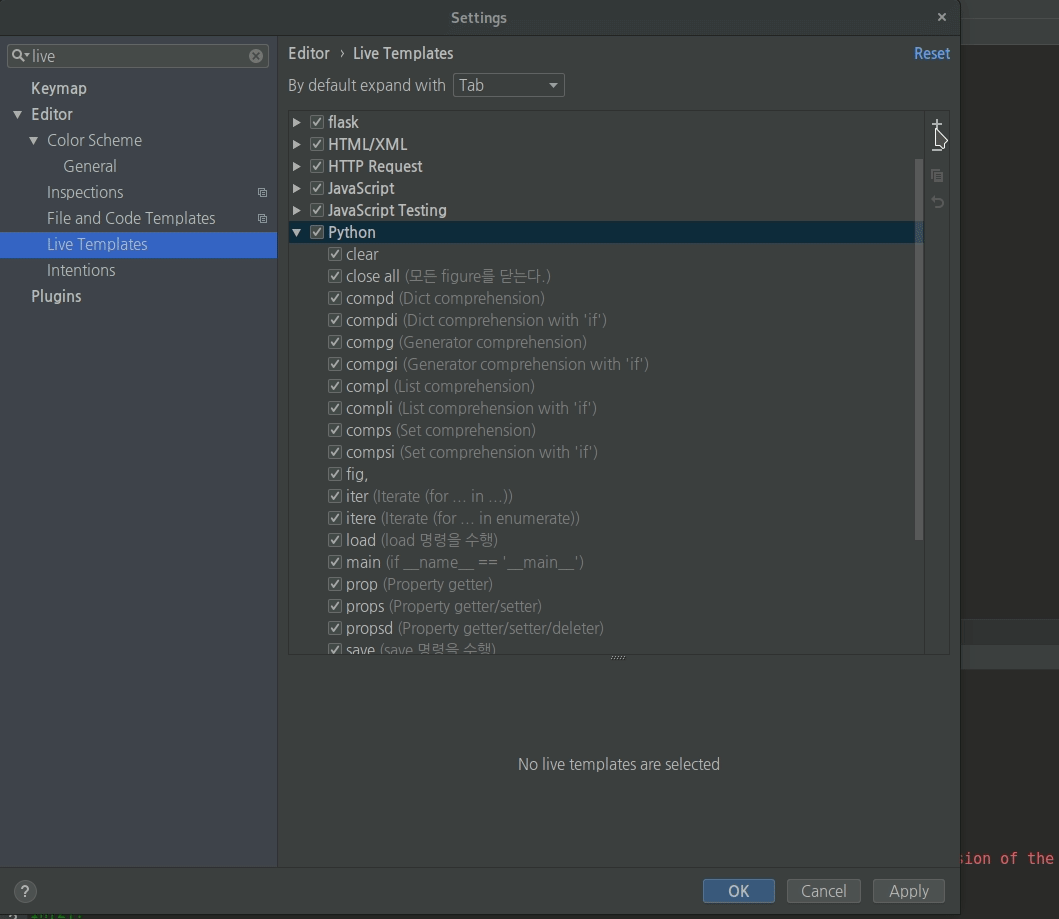 Settings
live
Keymap
Editor
Color Scheme
General
Inspections
File and Code Templates
Live Templates
Intentions
Plugins
Editor › Live Templates
Reset
By default expand with Tab
flask
HTML/XML
HTTP Request
JavaScript
JavaScript Testing
Python
clear
close all (모든 figure를 닫는다.)
compd (Dict comprehension)
compdi (Dict comprehension with 'if')
compg (Generator comprehension)
compgi (Generator comprehension with 'if')
compl (List comprehension)
compli (List comprehension with 'if')
comps (Set comprehension)
compsi (Set comprehension with 'if')
fig,
iter (Iterate (for ... in ...))
itere (Iterate (for ... in enumerate))
load (load 명령을 수행)
main (if __name__ == '__main__')
prop (Property getter)
props (Property getter/setter)
propsd (Property getter/setter/deleter)
save (save 명령을 수행)
No live templates are selected
sion of the
?
OK
Cancel
Apply